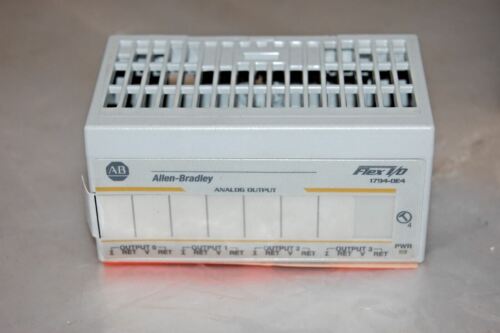 AB
Allen-Bradley
Flex I/O
1794-OE4
ANALOG OUTPUT
4
OUTPUT 0 OUTPUT 1 OUTPUT 2 OUTPUT 3 PWR
I RET V RET I RET V RET I RET V RET I RET V RET